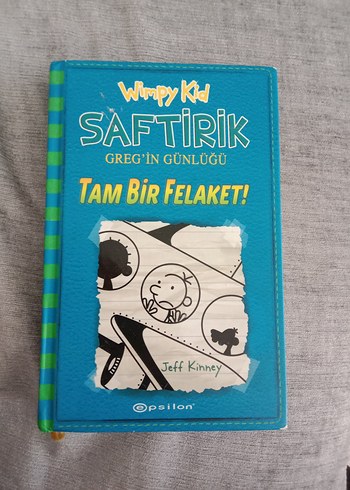 Wimpy Kid
SAFTİRİK
GREG'İN GÜNLÜĞÜ
TAM BİR FELAKET!
Jeff Kinney
epsilon